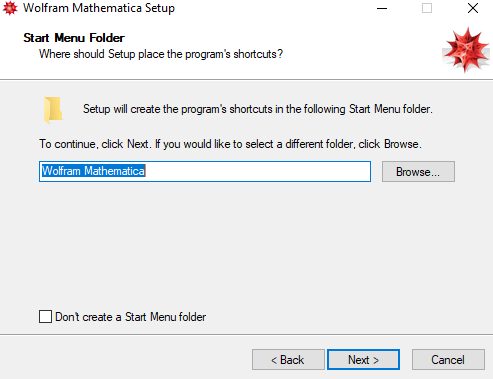 Wolfram Mathematica Setup
Start Menu Folder
Where should Setup place the program's shortcuts?
Setup will create the program's shortcuts in the following Start Menu folder.
To continue, click Next. If you would like to select a different folder, click Browse.
Wolfram Mathematica
Browse...
Don't create a Start Menu folder
< Back
Next >
Cancel